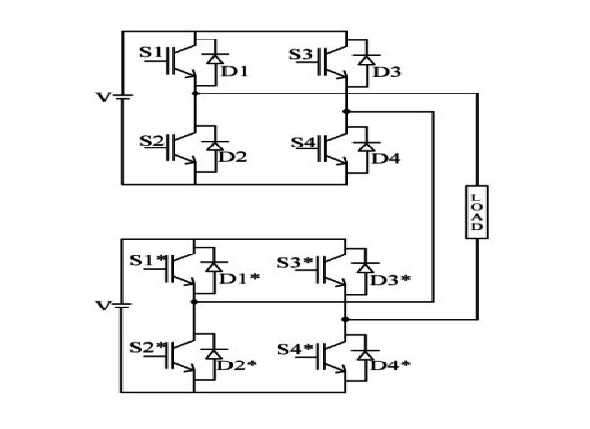 S1
D1
S3
D3
V
S2
D2
S4
D4
LOAD
S1*
D1*
S3*
D3*
V
S2*
D2*
S4*
D4*